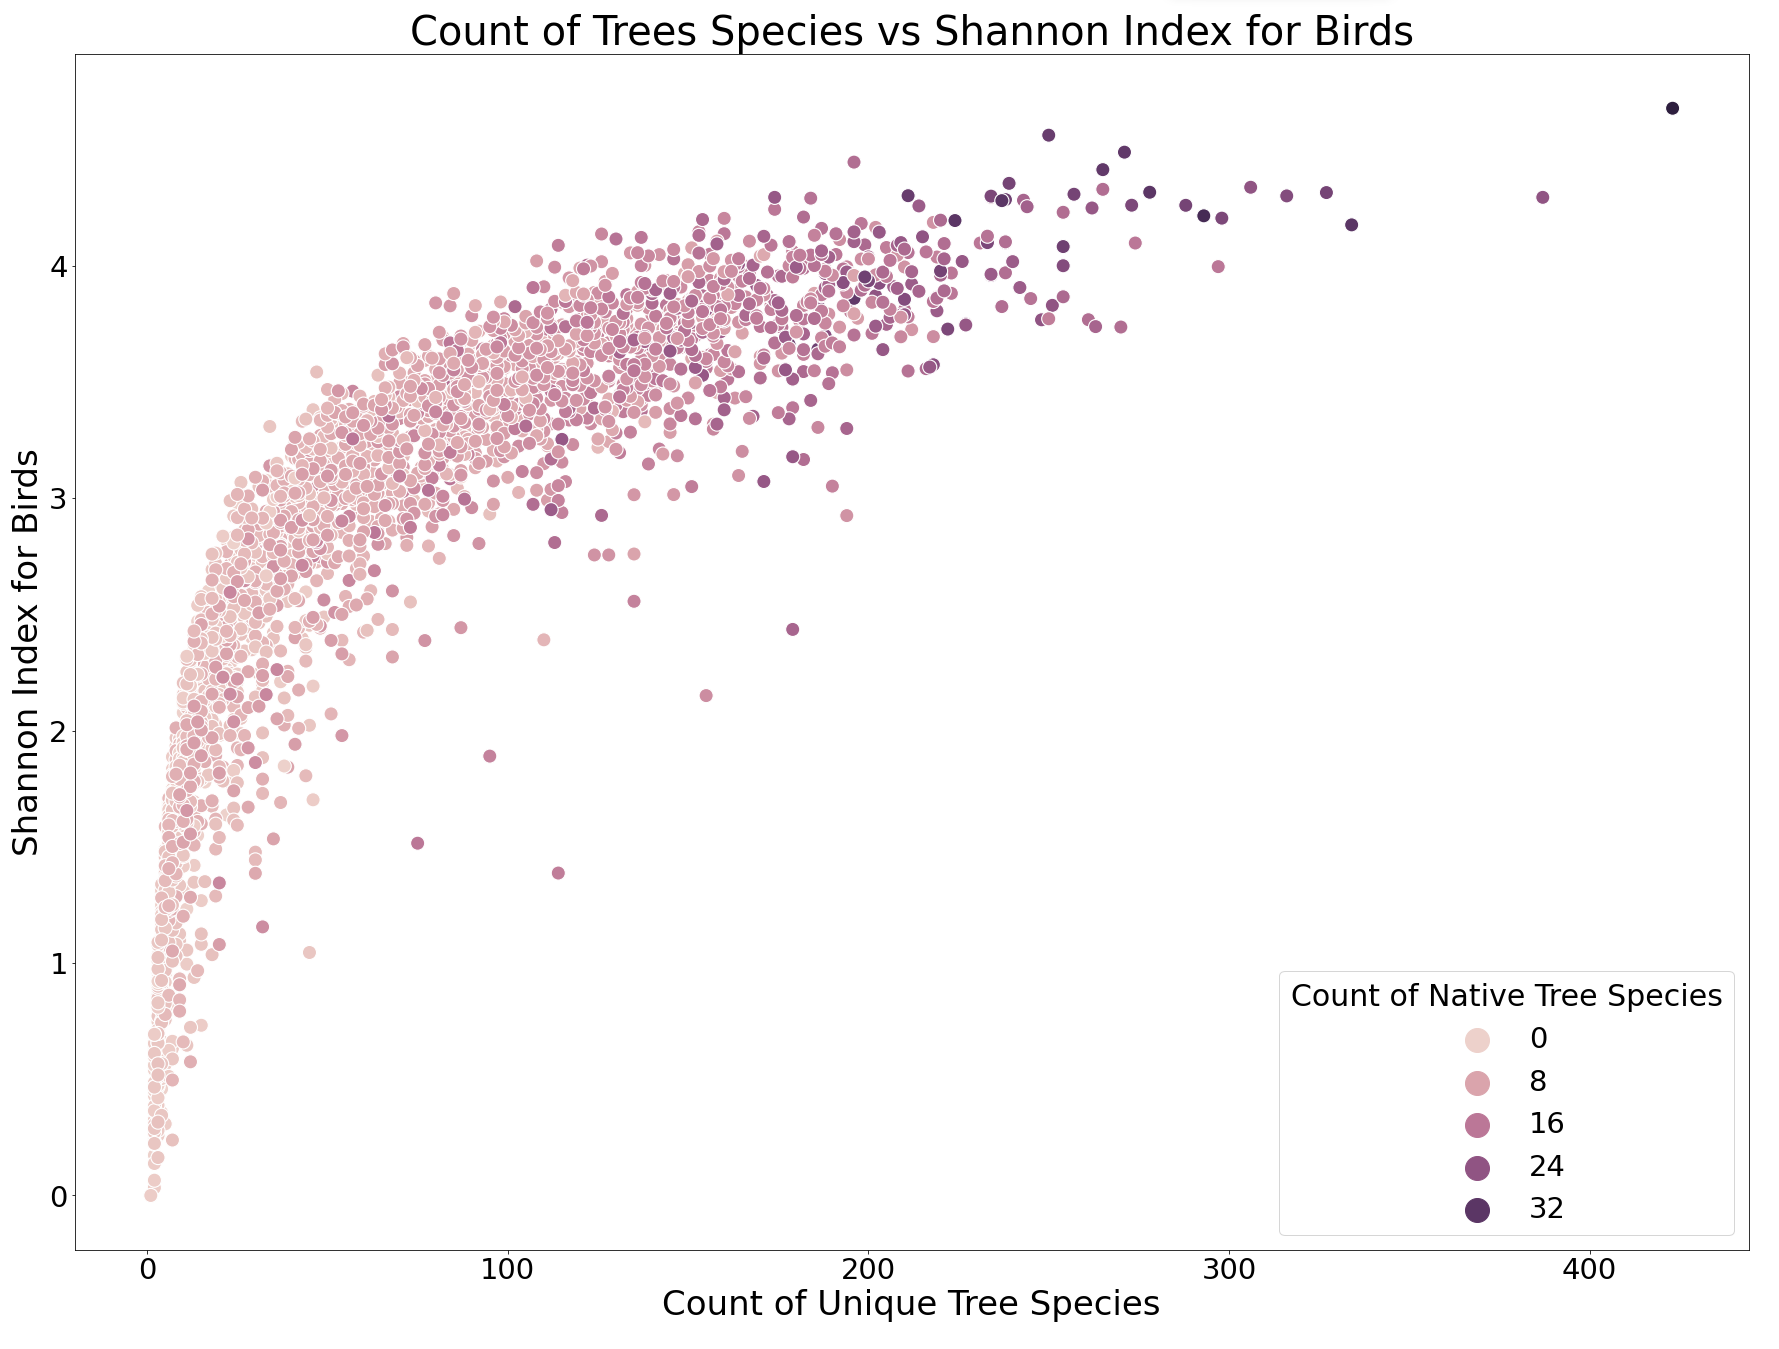 Count of Trees Species vs Shannon Index for Birds
Shannon Index for Birds
4
3
2
1
0
Count of Native Tree Species
0
8
16
24
32
0 100 200 300 400
Count of Unique Tree Species